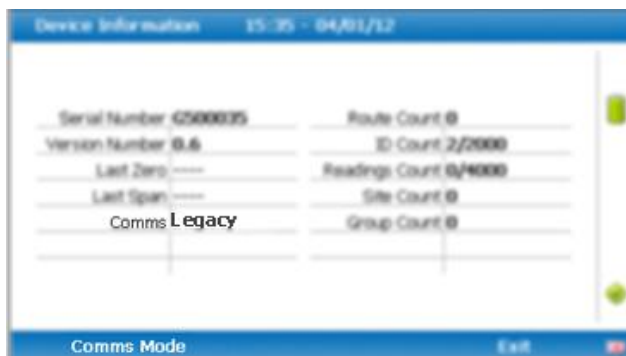 Device Information 15:35 - 04/01/12
Serial Number G500035 Route Count 0
Version Number 0.6 ID Count 2/2000
Last Zero ---- Readings Count 0/4000
Last Span ---- Site Count 0
Comms Legacy Group Count 0
Comms Mode Exit